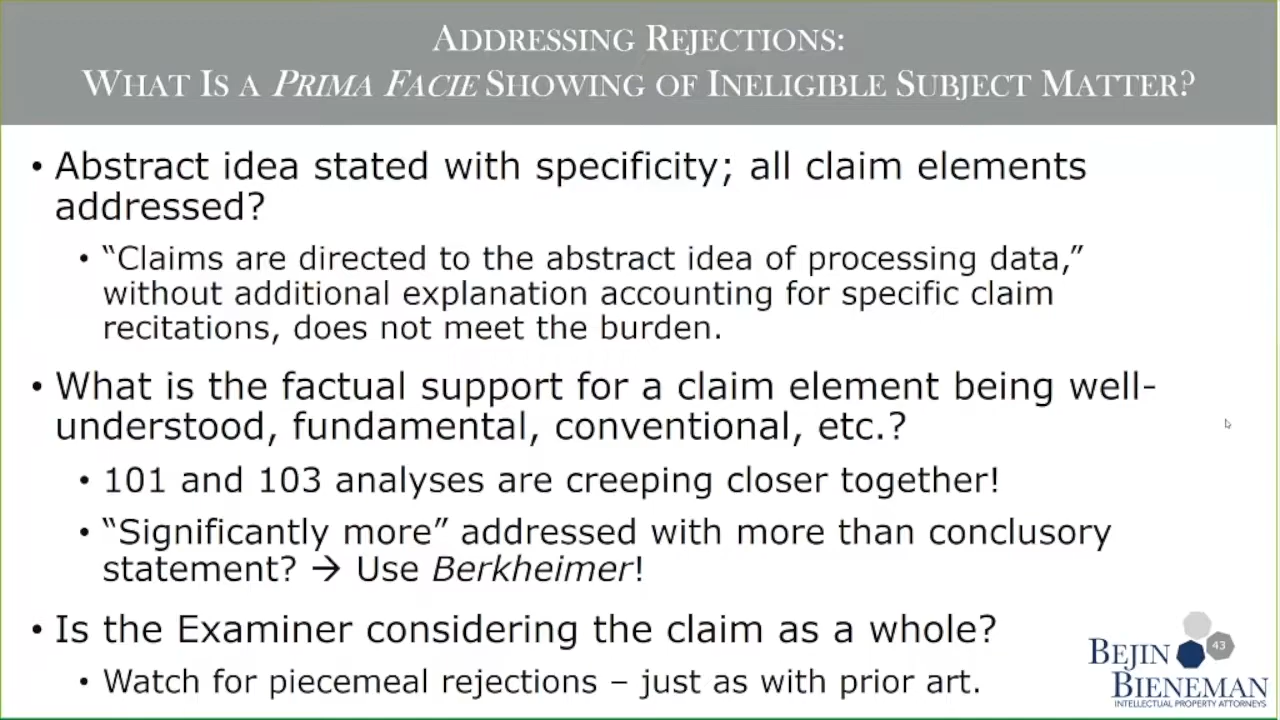 ADDRESSING REJECTIONS:
WHAT IS A PRIMA FACIE SHOWING OF INELIGIBLE SUBJECT MATTER?
• Abstract idea stated with specificity; all claim elements
addressed?
• “Claims are directed to the abstract idea of processing data,”
without additional explanation accounting for specific claim
recitations, does not meet the burden.
• What is the factual support for a claim element being well-
understood, fundamental, conventional, etc.?
• 101 and 103 analyses are creeping closer together!
• “Significantly more” addressed with more than conclusory
statement? → Use Berkheimer!
• Is the Examiner considering the claim as a whole?
• Watch for piecemeal rejections – just as with prior art.
43
BEJIN
BIENEMAN
INTELLECTUAL PROPERTY ATTORNEYS